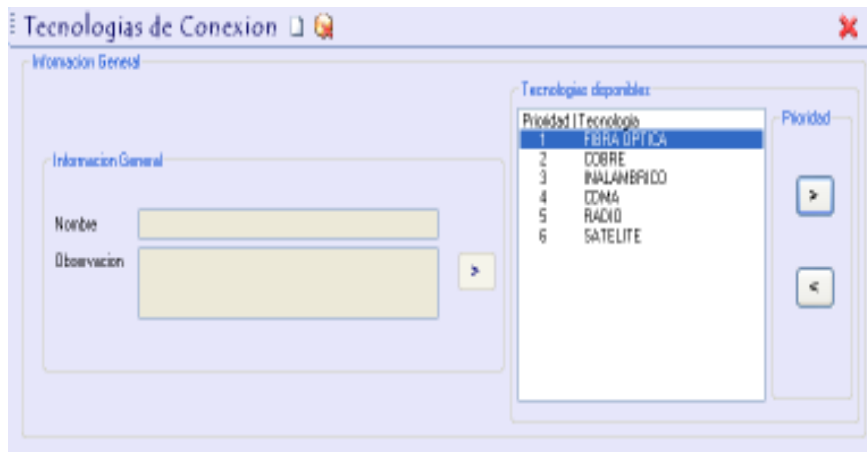 Tecnologias de Conexion
Informacion General
Informacion General
Nombre
Observacion
>
Tecnologias disponibles
Prioridad | Tecnologia
1 FIBRA OPTICA
2 COBRE
3 INALAMBRICO
4 CDMA
5 RADIO
6 SATELITE
Prioridad
>
<